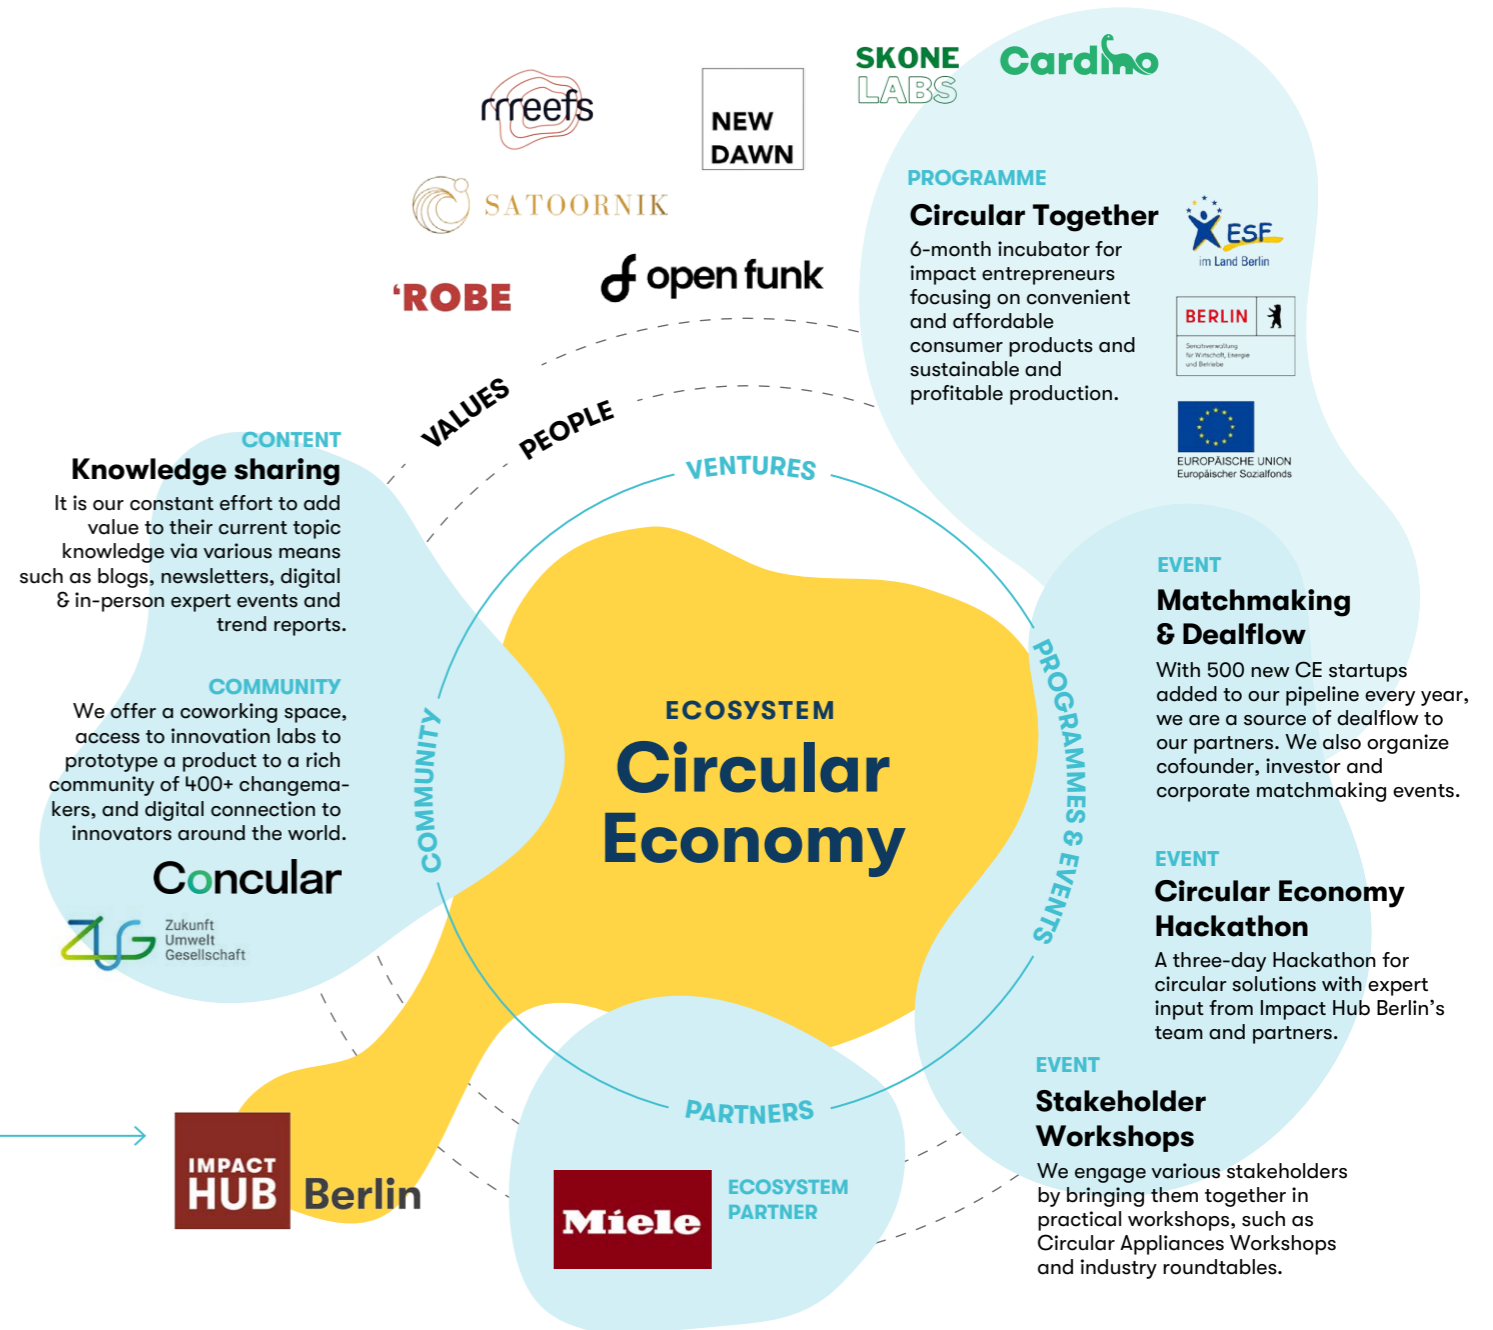 rrreefs
NEW
DAWN
SKONE
LABS
Cardino
SATOORNIK
'ROBE
open funk
PROGRAMME
Circular Together
6-month incubator for
impact entrepreneurs
focusing on convenient
and affordable
consumer products and
sustainable and
profitable production.
ESF
im Land Berlin
BERLIN
Senatsverwaltung
für Wirtschaft, Energie
und Betriebe
EUROPÄISCHE UNION
Europäischer Sozialfonds
VALUES
PEOPLE
VENTURES
CONTENT
Knowledge sharing
It is our constant effort to add
value to their current topic
knowledge via various means
such as blogs, newsletters, digital
& in-person expert events and
trend reports.
COMMUNITY
We offer a coworking space,
access to innovation labs to
prototype a product to a rich
community of 400+ changema-
kers, and digital connection to
innovators around the world.
Concular
ZUG
Zukunft
Umwelt
Gesellschaft
COMMUNITY
ECOSYSTEM
Circular
Economy
PROGRAMMES & EVENTS
EVENT
Matchmaking
& Dealflow
With 500 new CE startups
added to our pipeline every year,
we are a source of dealflow to
our partners. We also organize
cofounder, investor and
corporate matchmaking events.
EVENT
Circular Economy
Hackathon
A three-day Hackathon for
circular solutions with expert
input from Impact Hub Berlin's
team and partners.
EVENT
Stakeholder
Workshops
We engage various stakeholders
by bringing them together in
practical workshops, such as
Circular Appliances Workshops
and industry roundtables.
PARTNERS
Miele
ECOSYSTEM
PARTNER
IMPACT
HUB
Berlin